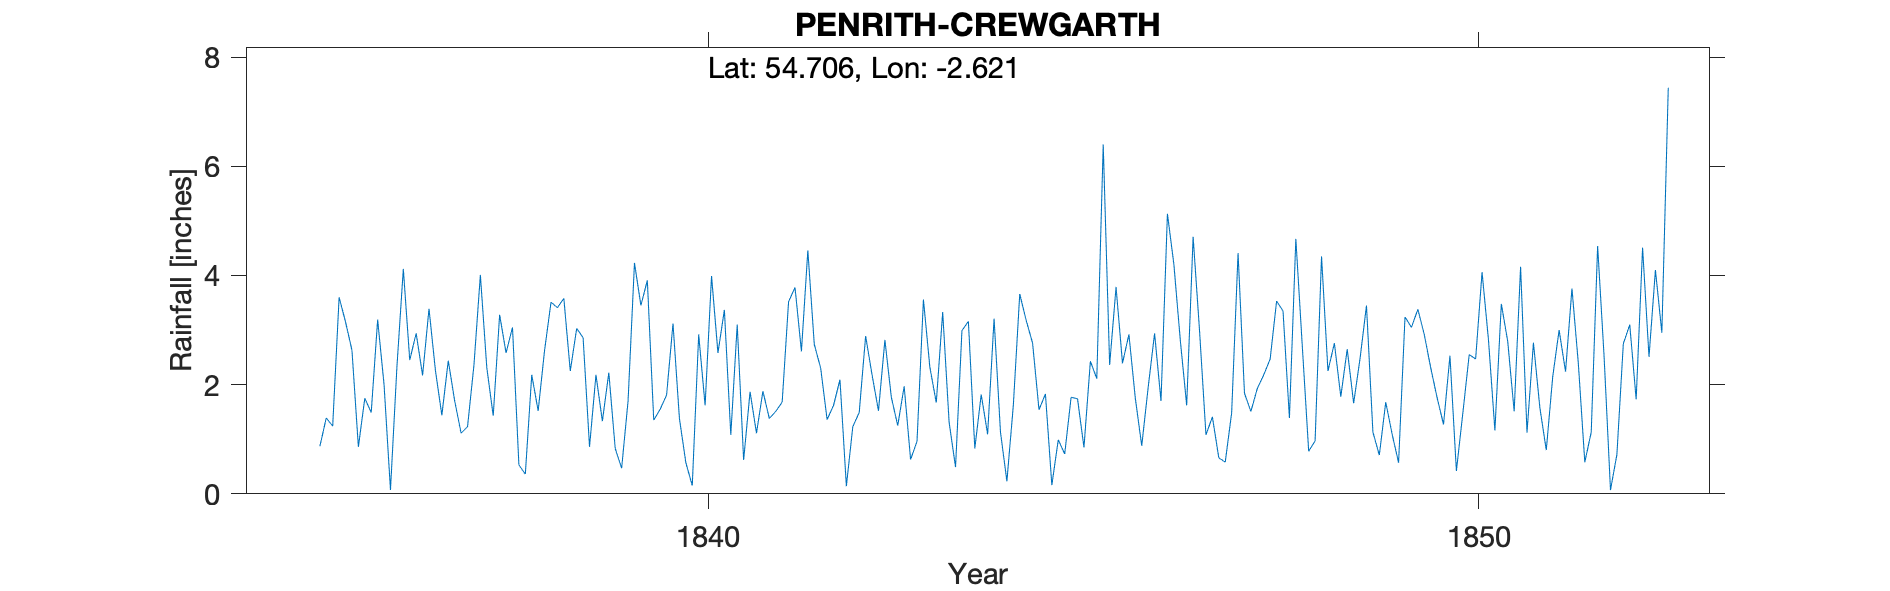 PENRITH-CREWGARTH
Lat: 54.706, Lon: -2.621
8
6
4
2
0
Rainfall [inches]
1840
1850
Year